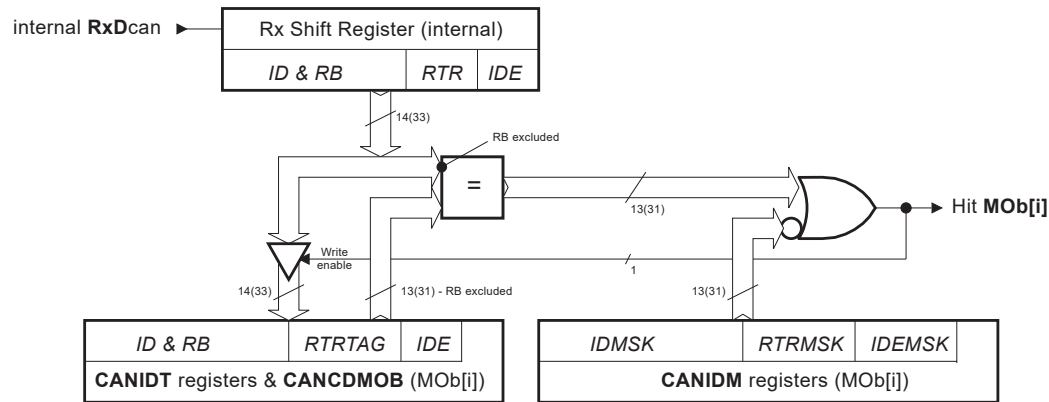 internal RxDcan
Rx Shift Register (internal)
ID & RB RTR IDE
14(33)
RB excluded
=
13(31)
Hit MOb[i]
Write
enable
1
14(33)
13(31) - RB excluded
13(31)
ID & RB RTRTAG IDE
CANIDT registers & CANCDMOB (MOb[i])
IDMSK RTRMSK IDEMSK
CANIDM registers (MOb[i])